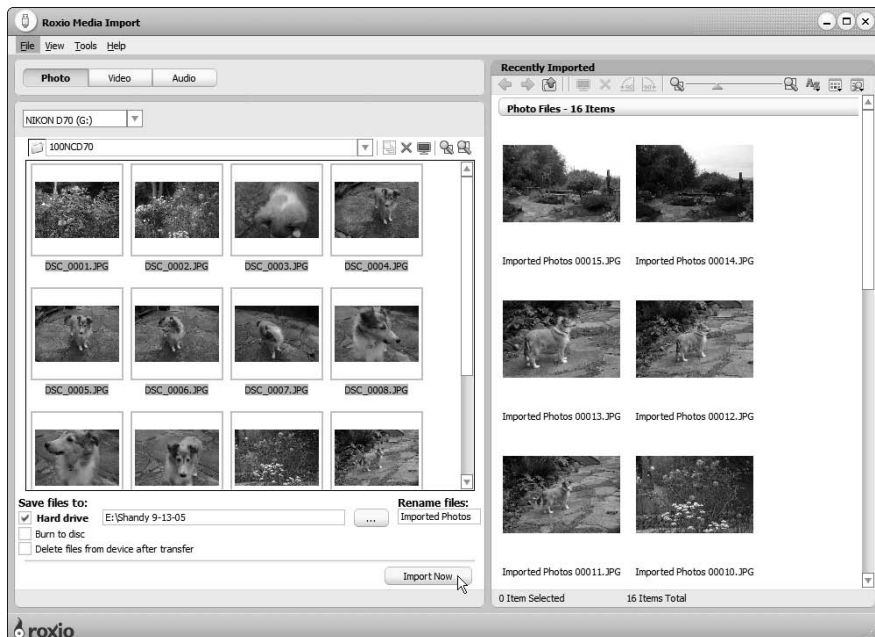 Roxio Media Import
File View Tools Help
Photo Video Audio
NIKON D70 (G:)
100NCD70
DSC_0001.JPG DSC_0002.JPG DSC_0003.JPG DSC_0004.JPG
DSC_0005.JPG DSC_0006.JPG DSC_0007.JPG DSC_0008.JPG
Save files to:
Rename files:
Hard drive E:\Shandy 9-13-05 ... Imported Photos
Burn to disc
Delete files from device after transfer
Import Now
Recently Imported
Photo Files - 16 Items
Imported Photos 00015.JPG Imported Photos 00014.JPG
Imported Photos 00013.JPG Imported Photos 00012.JPG
Imported Photos 00011.JPG Imported Photos 00010.JPG
0 Item Selected 16 Items Total
roxio